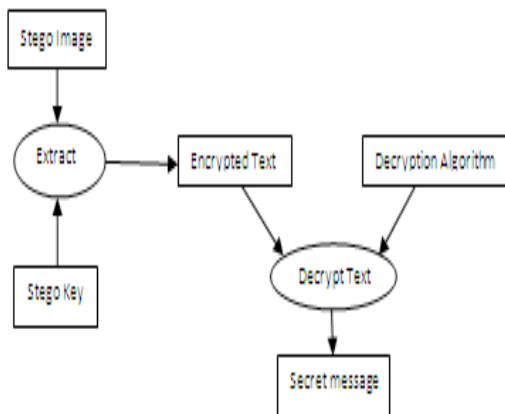 Stego Image
Extract
Encrypted Text
Decryption Algorithm
Stego Key
Decrypt Text
Secret message